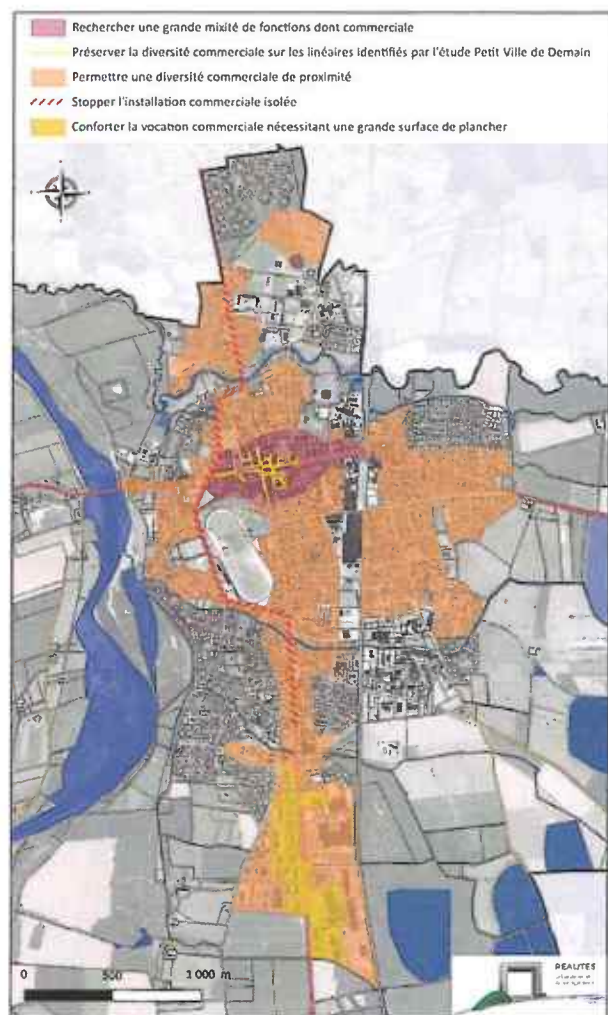 Rechercher une grande mixité de fonctions dont commerciale
Préserver la diversité commerciale sur les linéaires identifiés par l'étude Petit Ville de Demain
Permettre une diversité commerciale de proximité
Stopper l'installation commerciale isolée
Conforter la vocation commerciale nécessitant une grande surface de plancher
0 500 1 000 m
REALITES